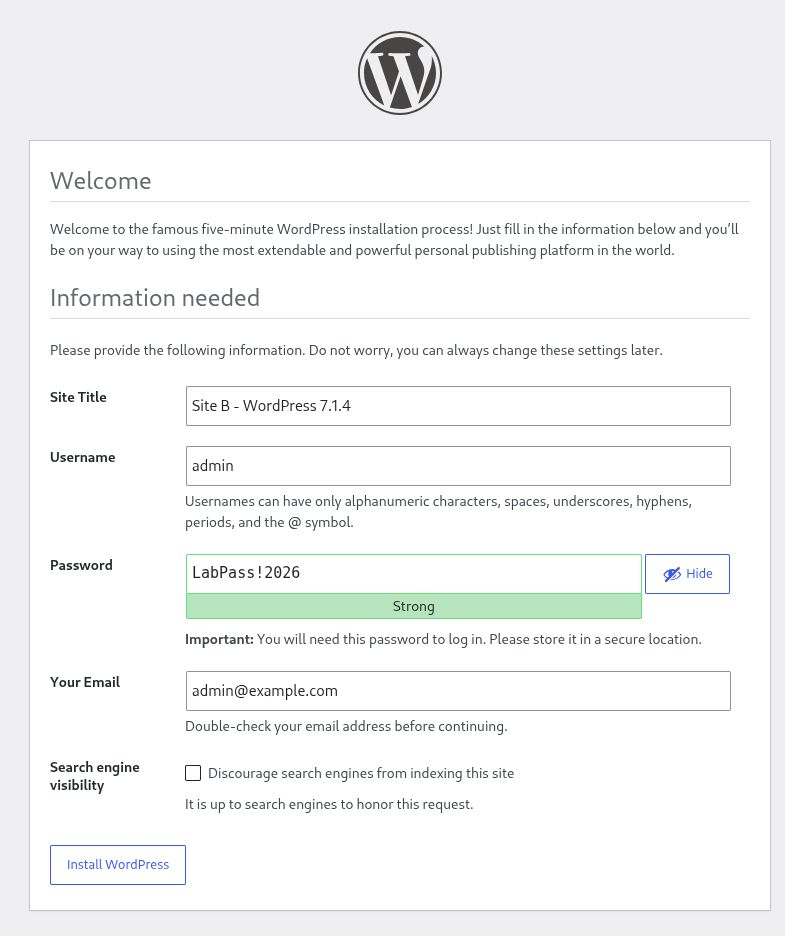 Welcome
Welcome to the famous five-minute WordPress installation process! Just fill in the information below and you’ll
be on your way to using the most extendable and powerful personal publishing platform in the world.
Information needed
Please provide the following information. Do not worry, you can always change these settings later.
Site Title
Site B - WordPress 7.1.4
Username
admin
Usernames can have only alphanumeric characters, spaces, underscores, hyphens,
periods, and the @ symbol.
Password
LabPass!2026
Hide
Strong
Important: You will need this password to log in. Please store it in a secure location.
Your Email
admin@example.com
Double-check your email address before continuing.
Search engine
visibility
Discourage search engines from indexing this site
It is up to search engines to honor this request.
Install WordPress